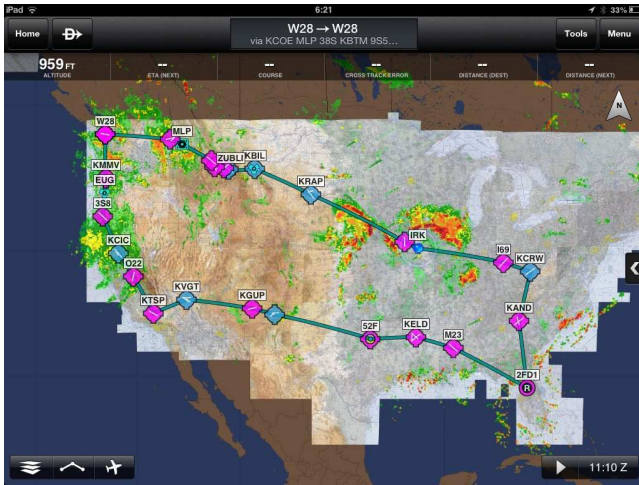 iPad 6:21 33%
Home
W28 → W28
via KCOE MLP 38S KBTM 9S5...
Tools Menu
959 FT -- -- -- -- --
ALTITUDE ETA (NEXT) COURSE CROSS TRACK ERROR DISTANCE (DEST) DISTANCE (NEXT)
N
W28
MLP
KMMV
ZUBLI KBIL
EUG
KRAP
3S8
KCIC
IRK
I69
KCRW
O22
KVGT
KTSP
KGUP
KAND
52F
KELD
M23
2FD1
R
11:10 Z